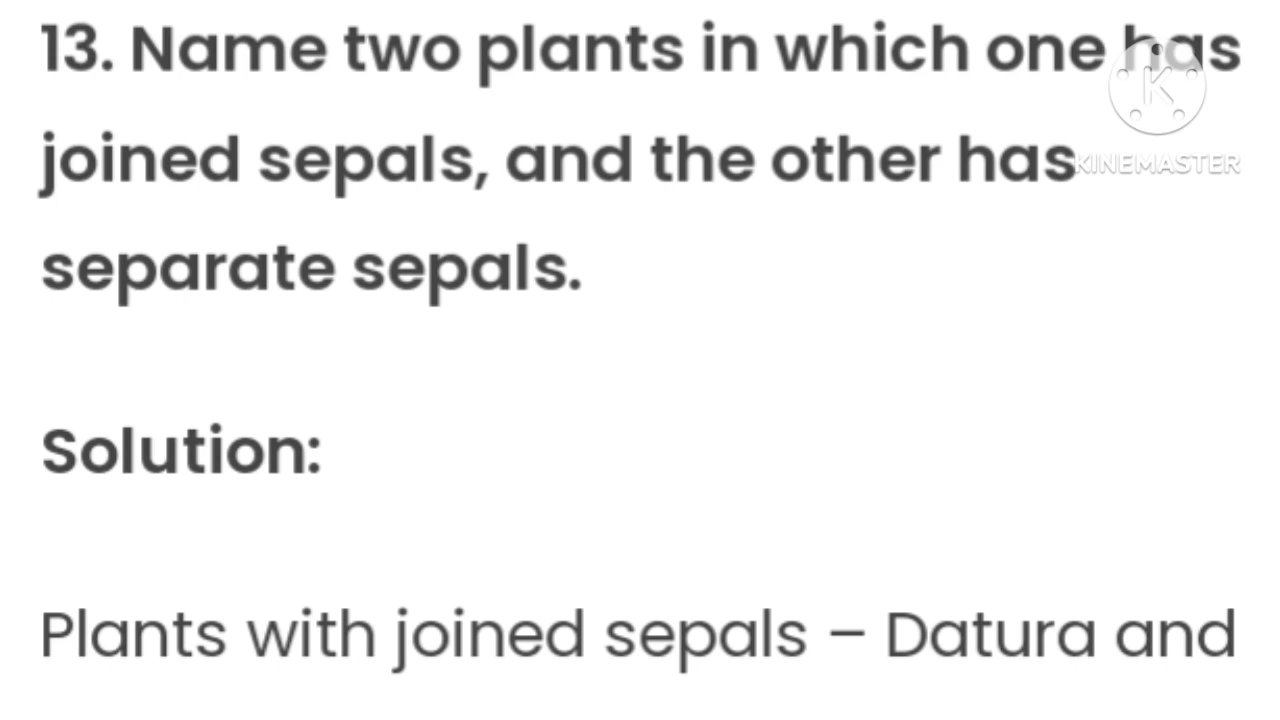 13. Name two plants in which one has
joined sepals, and the other has
KINEMASTER
separate sepals.
Solution:
Plants with joined sepals – Datura and